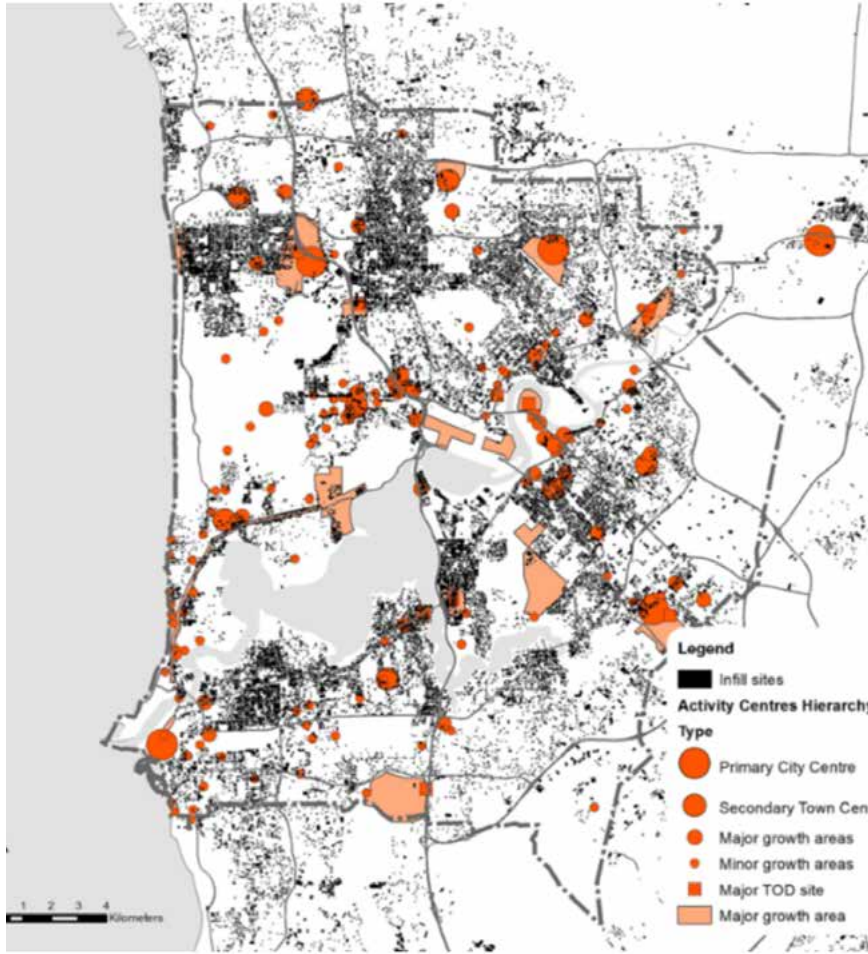 Legend
Infill sites
Activity Centres Hierarchy
Type
Primary City Centre
Secondary Town Cen
Major growth areas
Minor growth areas
Major TOD site
Major growth area
1 2 3 4
Kilometers